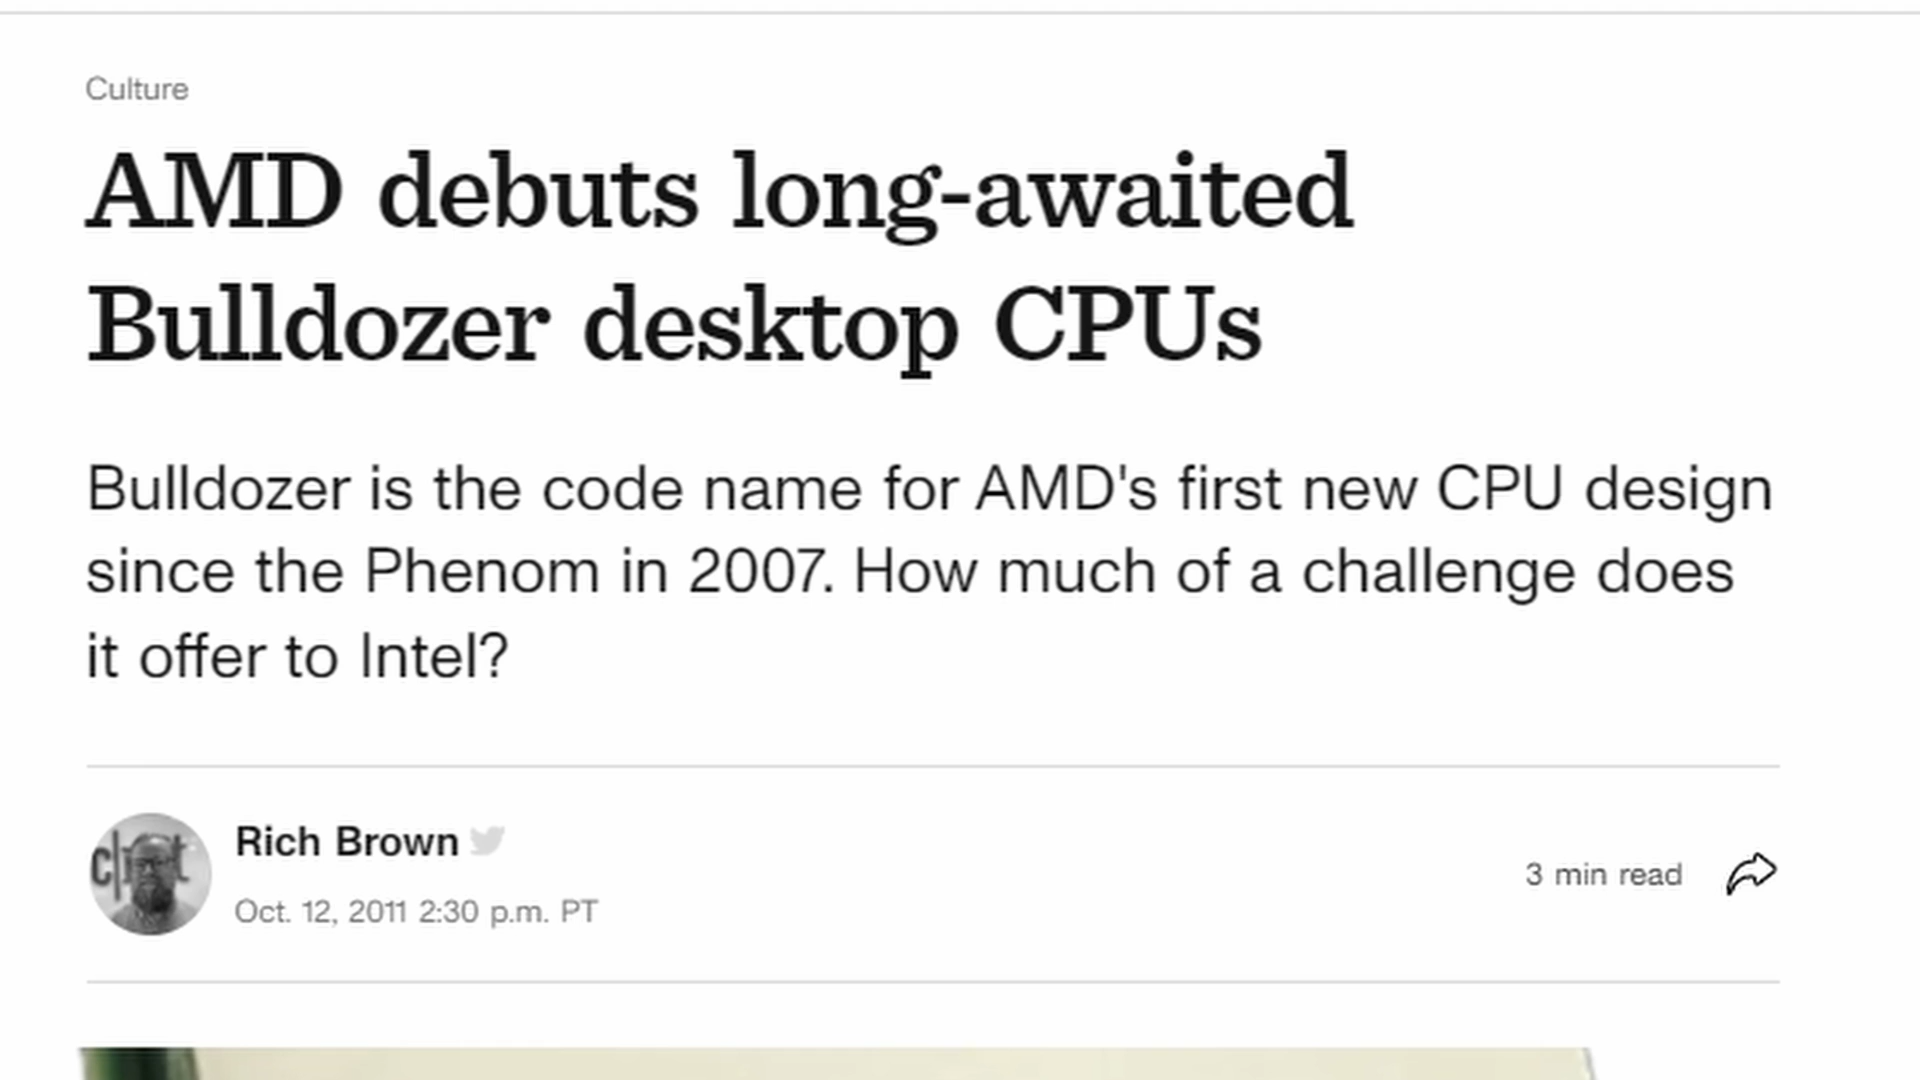 Culture
AMD debuts long-awaited
Bulldozer desktop CPUs
Bulldozer is the code name for AMD's first new CPU design
since the Phenom in 2007. How much of a challenge does
it offer to Intel?
Rich Brown
Oct. 12, 2011 2:30 p.m. PT
3 min read